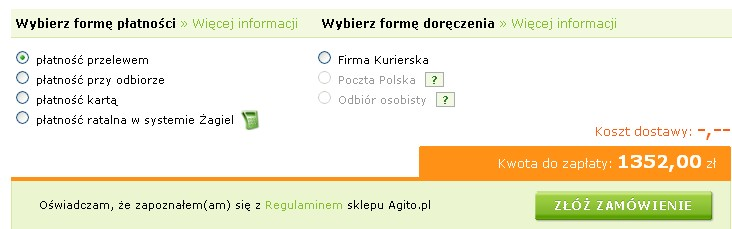 Wybierz formę płatności » Więcej informacji
Wybierz formę doręczenia » Więcej informacji
płatność przelewem
płatność przy odbiorze
płatność kartą
płatność ratalna w systemie Żagiel
Firma Kurierska
Poczta Polska ?
Odbiór osobisty ?
Koszt dostawy: -,--
Kwota do zapłaty: 1352,00 zł
Oświadczam, że zapoznałem(am) się z Regulaminem sklepu Agito.pl
ZŁÓŻ ZAMÓWIENIE